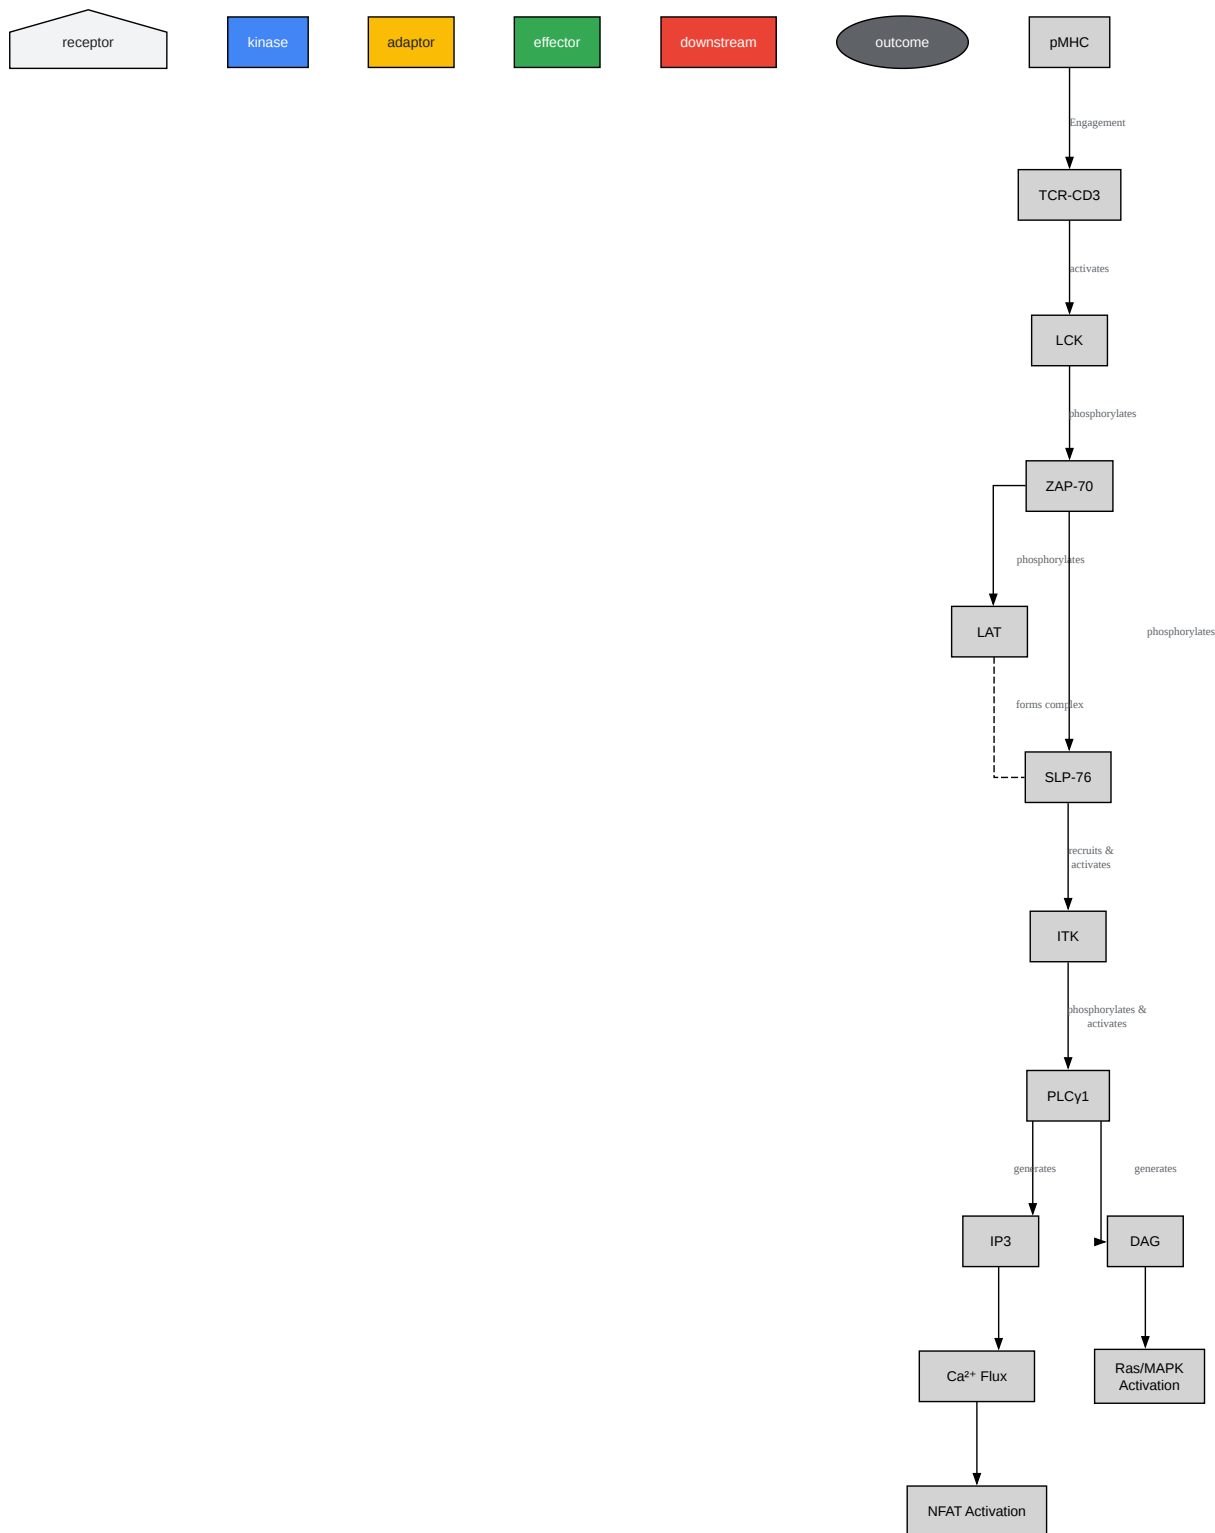 receptor
kinase
adaptor
effector
downstream
outcome
pMHC
Engagement
TCR-CD3
activates
LCK
phosphorylates
ZAP-70
phosphorylates
LAT
phosphorylates
forms complex
SLP-76
recruits &
activates
ITK
phosphorylates &
activates
PLCγ1
generates
generates
IP3
DAG
Ca²⁺ Flux
Ras/MAPK
Activation
NFAT Activation